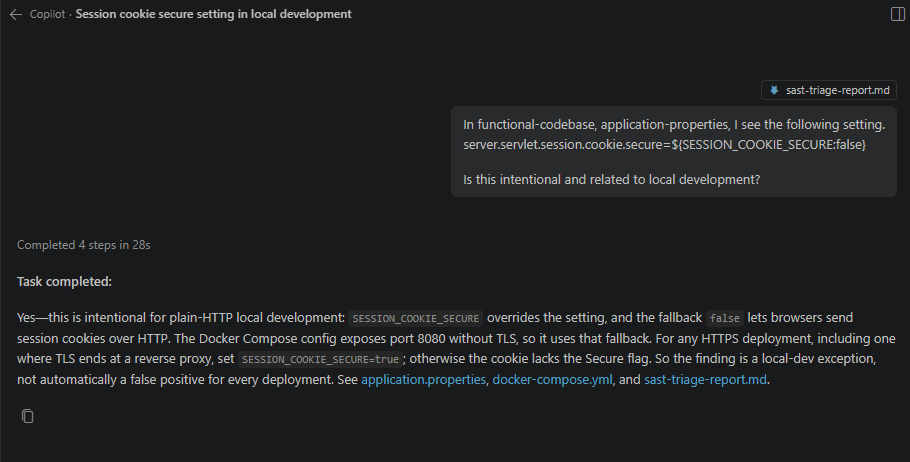 Copilot · Session cookie secure setting in local development
sast-triage-report.md
In functional-codebase, application-properties, I see the following setting.
server.servlet.session.cookie.secure=${SESSION_COOKIE_SECURE:false}
Is this intentional and related to local development?
Completed 4 steps in 28s
Task completed:
Yes—this is intentional for plain-HTTP local development: SESSION_COOKIE_SECURE overrides the setting, and the fallback false lets browsers send
session cookies over HTTP. The Docker Compose config exposes port 8080 without TLS, so it uses that fallback. For any HTTPS deployment, including one
where TLS ends at a reverse proxy, set SESSION_COOKIE_SECURE=true; otherwise the cookie lacks the Secure flag. So the finding is a local-dev exception,
not automatically a false positive for every deployment. See application.properties, docker-compose.yml, and sast-triage-report.md.